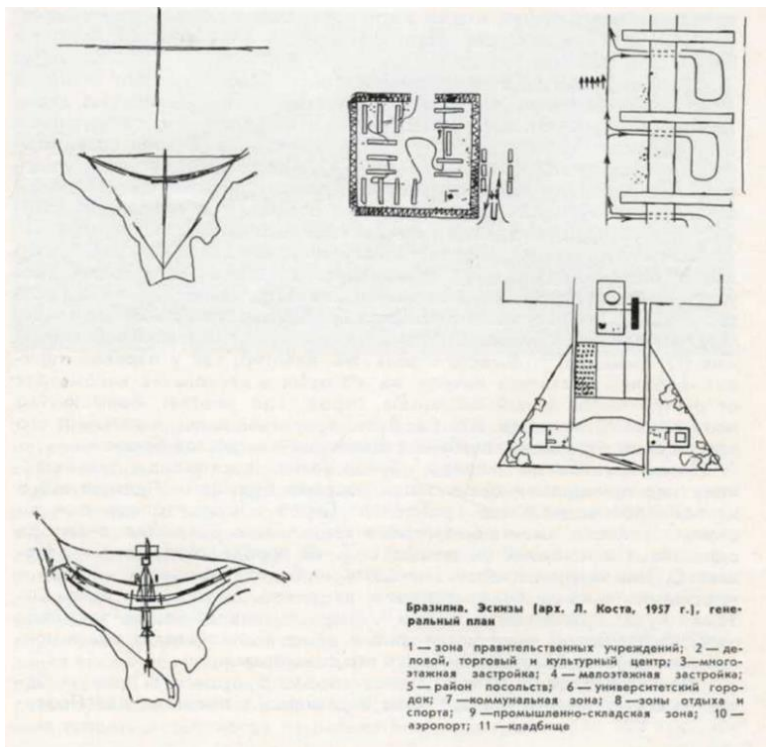 Бразилиа. Эскизы (арх. Л. Коста, 1957 г.), гене-
ральный план
1 — зона правительственных учреждений; 2 — де-
ловой, торговый и культурный центр; 3—много-
этажная застройка; 4 — малоэтажная застройка;
5 — район посольств; 6 — университетский горо-
док; 7 — коммунальная зона; 8 — зоны отдыха и
спорта; 9 — промышленно-складская зона; 10 —
аэропорт; 11 — кладбище